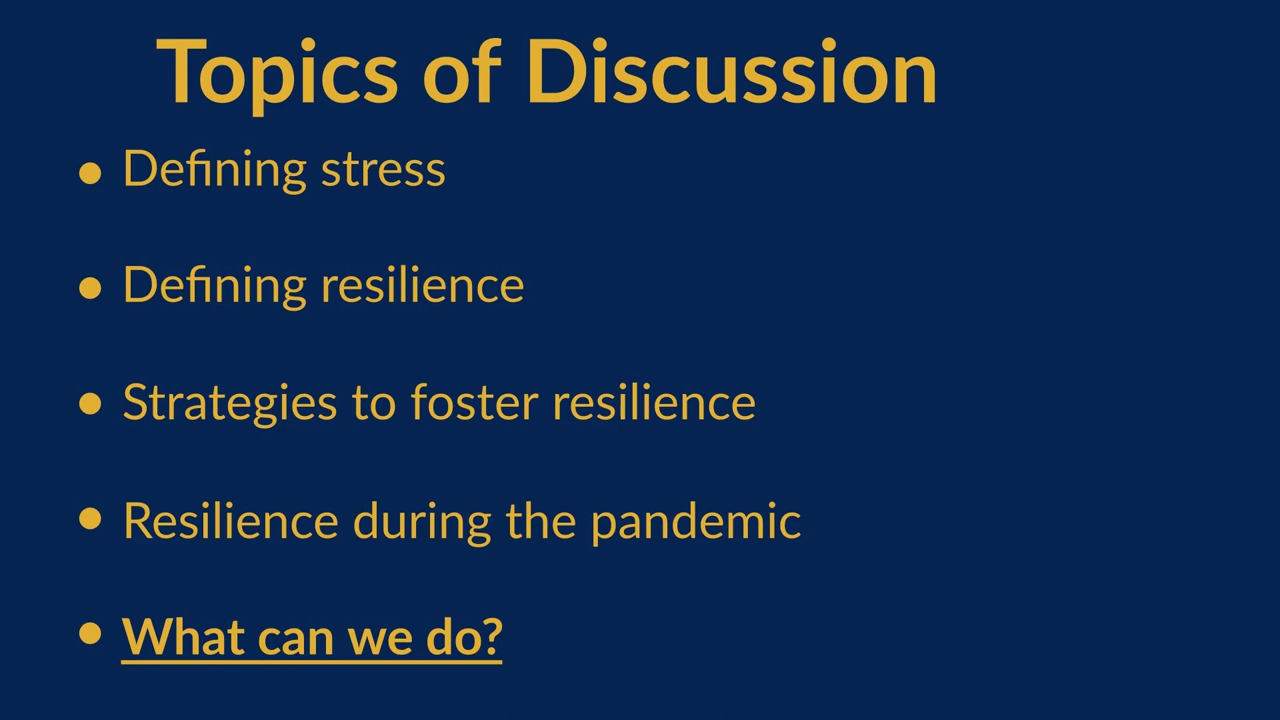 Topics of Discussion
• Defining stress
• Defining resilience
• Strategies to foster resilience
• Resilience during the pandemic
• What can we do?